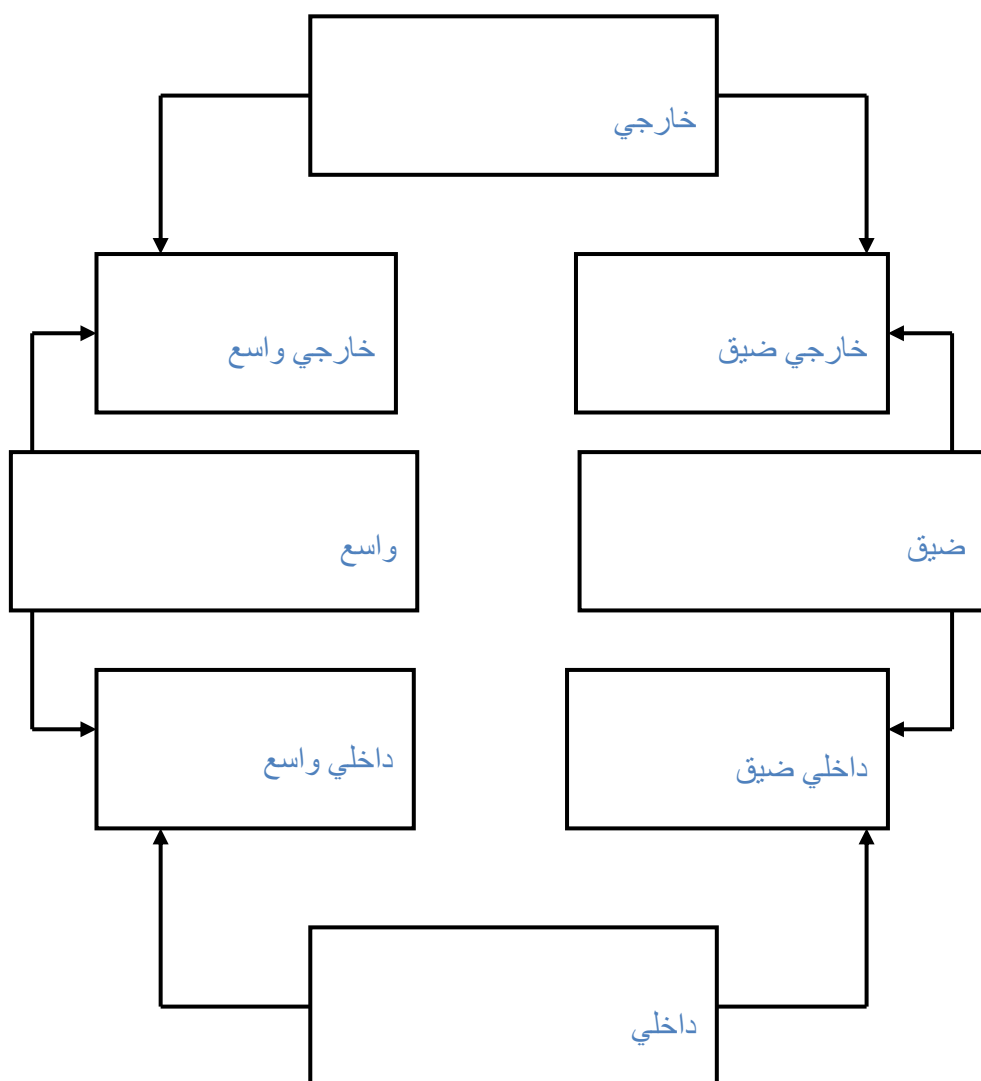 خارجي
خارجي ضيق
خارجي واسع
ضيق
واسع
داخلي ضيق
داخلي واسع
داخلي